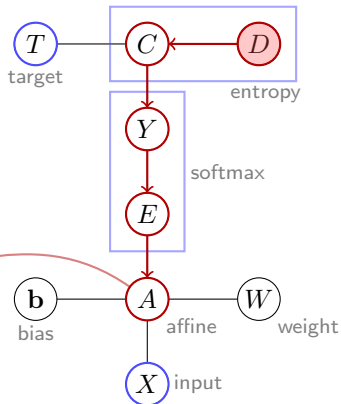 T C D
target
entropy
Y
softmax
E
b A W
bias affine weight
X input